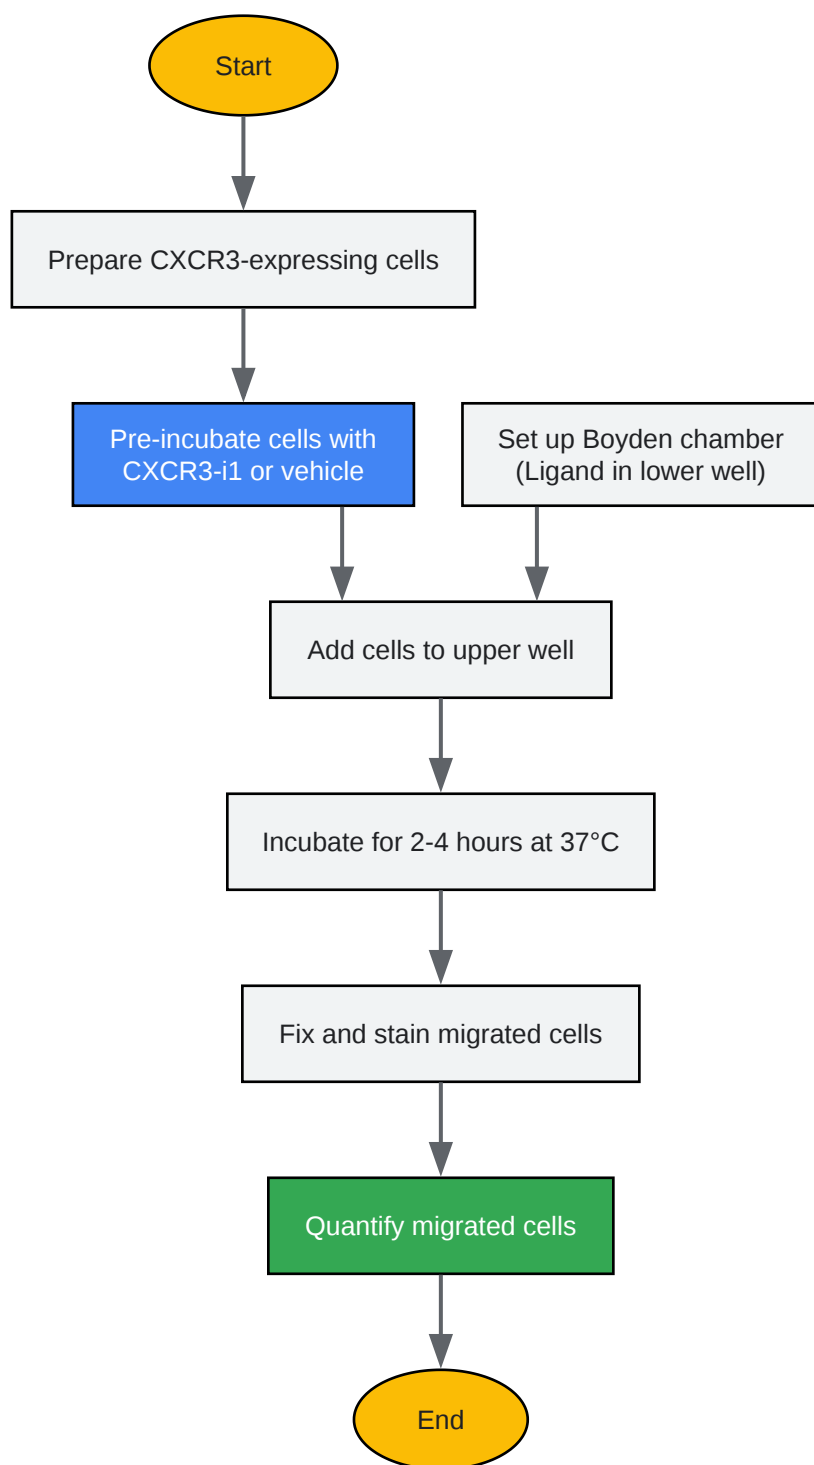 Start
Prepare CXCR3-expressing cells
Pre-incubate cells with
CXCR3-i1 or vehicle
Set up Boyden chamber
(Ligand in lower well)
Add cells to upper well
Incubate for 2-4 hours at 37°C
Fix and stain migrated cells
Quantify migrated cells
End